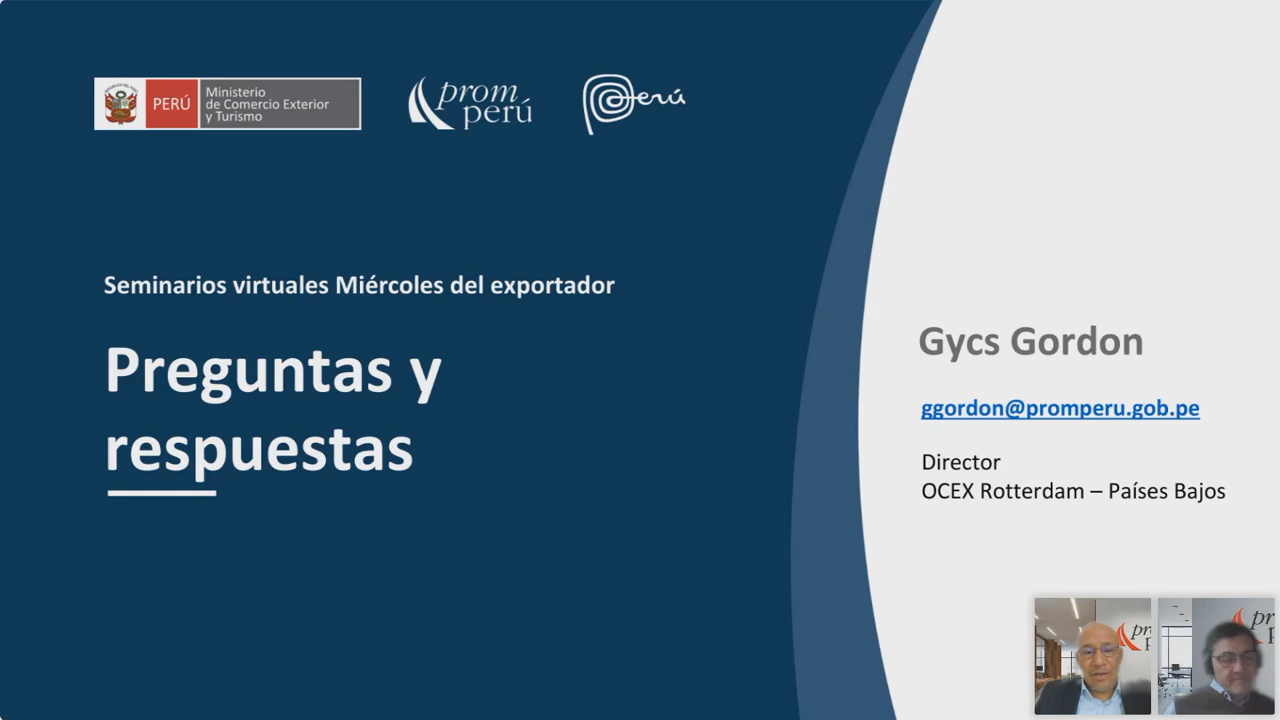 PERÚ
Ministerio
de Comercio Exterior
y Turismo
prom
perú
Perú
Seminarios virtuales Miércoles del exportador
Preguntas y
respuestas
Gycs Gordon
ggordon@promperu.gob.pe
Director
OCEX Rotterdam – Países Bajos